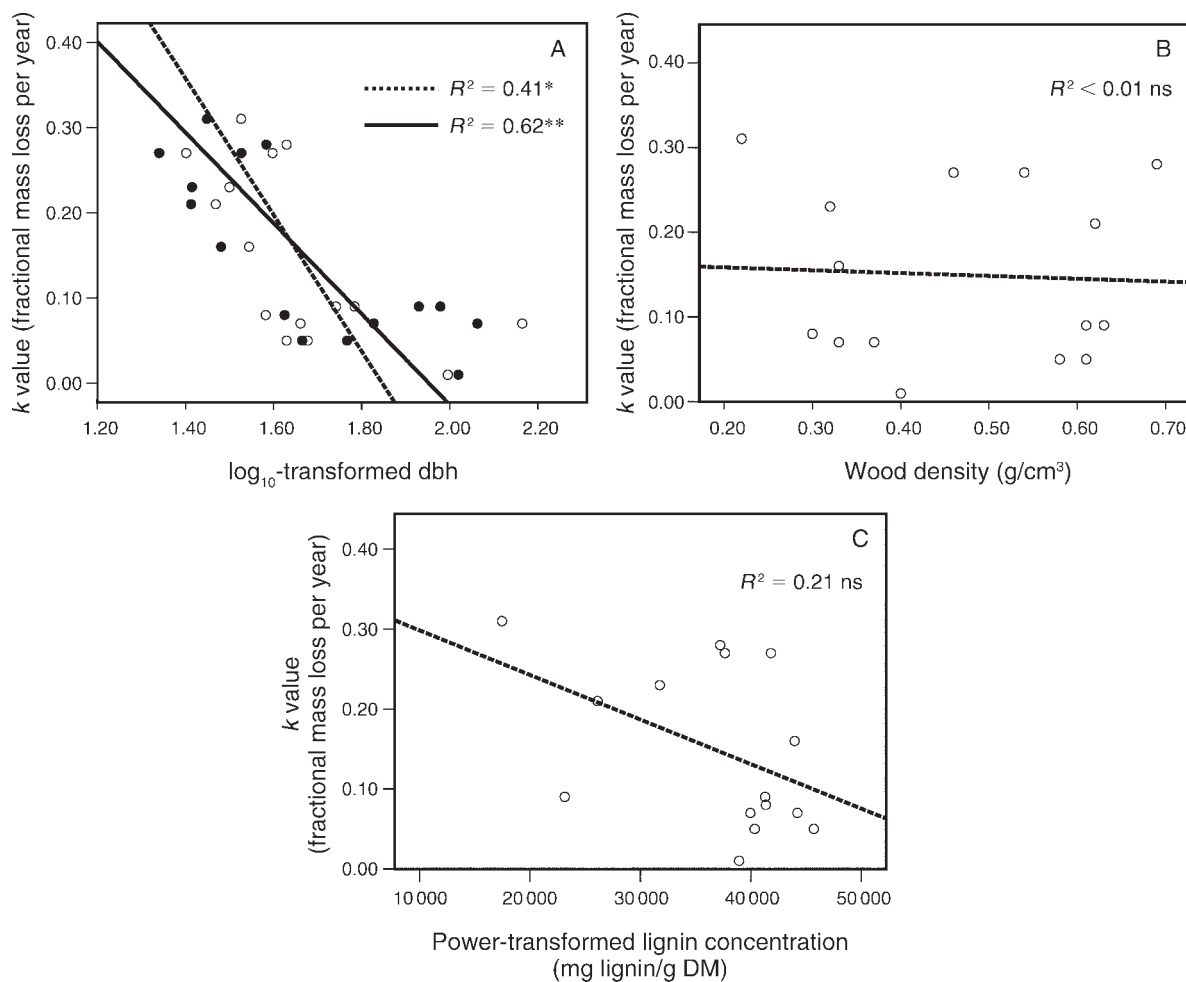 A
k value (fractional mass loss per year)
0.40
0.30
0.20
0.10
0.00
R² = 0.41*
R² = 0.62**
1.20 1.40 1.60 1.80 2.00 2.20
log₁₀-transformed dbh
B
k value (fractional mass loss per year)
0.40
0.30
0.20
0.10
0.00
R² < 0.01 ns
0.20 0.30 0.40 0.50 0.60 0.70
Wood density (g/cm³)
C
k value
(fractional mass loss per year)
0.40
0.30
0.20
0.10
0.00
R² = 0.21 ns
10 000 20 000 30 000 40 000 50 000
Power-transformed lignin concentration
(mg lignin/g DM)